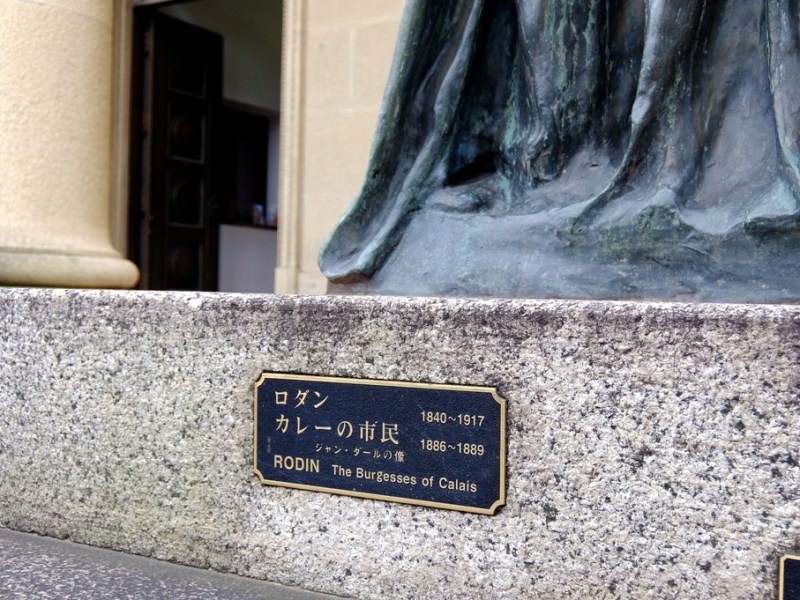 ロダン 1840～1917
カレーの市民 1886～1889
ジャン・ダールの像
RODIN The Burgesses of Calais